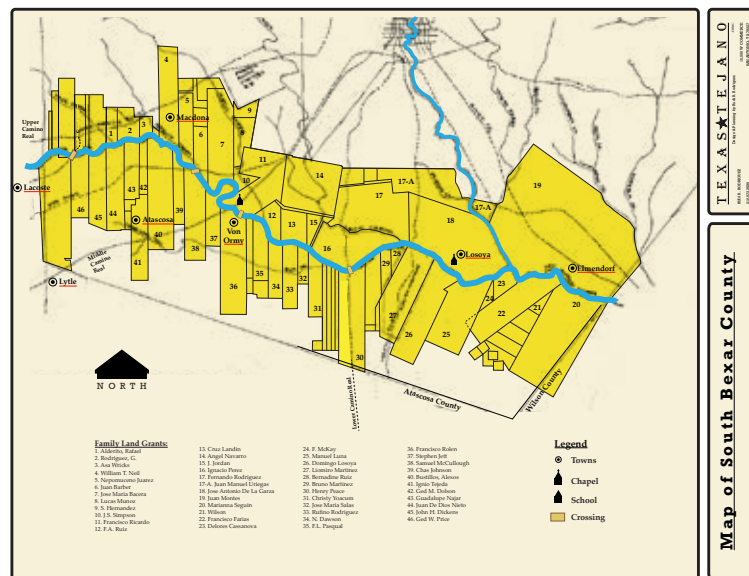 4
Macdona
5
6
7
8
9
Upper
Camino
Real
1
2
3
Lacoste
10
11
14
17
17-A
17-A
18
19
46
45
44
43
42
Atascosa
40
39
41
38
37
Von
Ormy
12
13
15
16
36
35
34
33
32
31
30
29
28
27
26
25
Losoya
24
23
22
21
20
Elmendorf
Middle
Camino
Real
Lytle
NORTH
Lower Camino Real
Atascosa County
Wilson County
Family Land Grants:
1. Alderito, Rafael
2. Rodriguez, G.
3. Asa Wricks
4. William T. Neil
5. Nepomuceno Juarez
6. Juan Barber
7. Jose Maria Bacera
8. Lucas Munoz
9. S. Hernandez
10. J.S. Simpson
11. Francisco Ricardo
12. F.A. Ruiz
13. Cruz Landin
14. Angel Navarro
15. J. Jordan
16. Ignacio Perez
17. Fernando Rodriguez
17-A. Juan Manuel Urriegas
18. Jose Antonio De La Garza
19. Juan Montes
20. Marianna Seguin
21. Wilson
22. Francisco Farias
23. Delores Cassanova
24. F. McKay
25. Manuel Luna
26. Domingo Losoya
27. Lionniro Martinez
28. Bernadine Ruiz
29. Bruno Martinez
30. Henry Peace
31. Christy Yoacum
32. Jose Maria Salas
33. Rufino Rodriguez
34. N. Dawson
35. F.L. Pasqual
36. Francisco Rolen
37. Stephen Jett
38. Samuel McCullough
39. Chas Johnson
40. Bustillos, Alexos
41. Ignio Tejeda
42. Ged M. Dolson
43. Guadalupe Najar
44. Juan De Dios Nieto
45. John H. Dickens
46. Ged W. Price
Legend
Towns
Chapel
School
Crossing
TEXAS★TEJANO
Map of South Bexar County